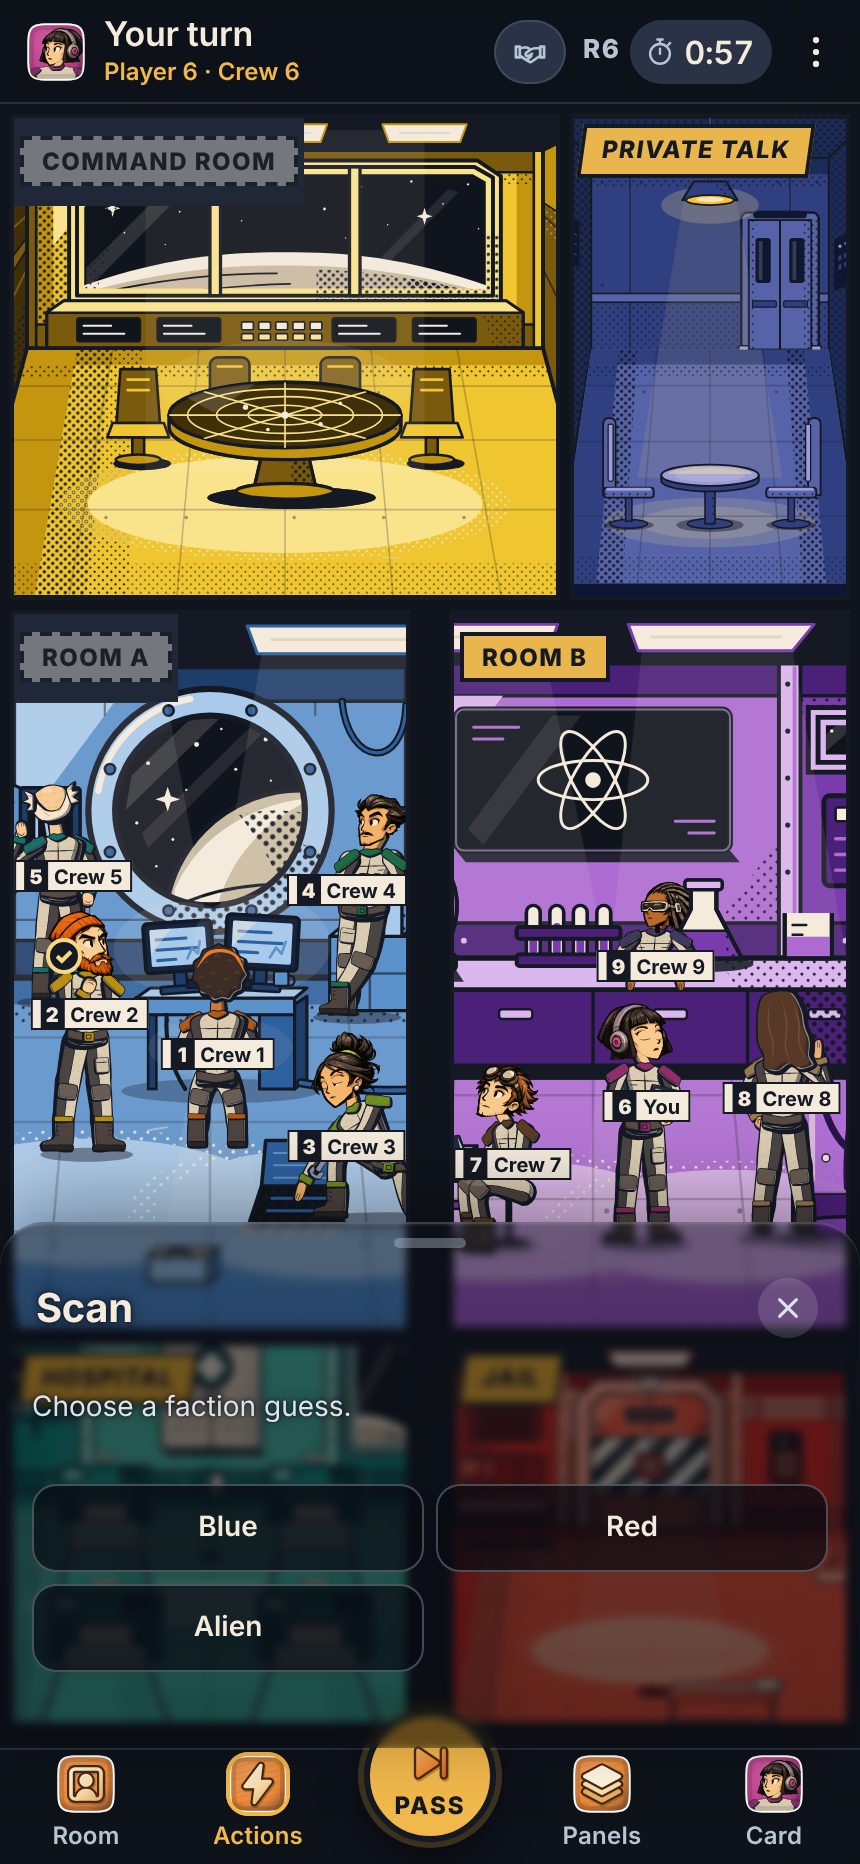 Your turn
Player 6 · Crew 6
R6
0:57
COMMAND ROOM
PRIVATE TALK
ROOM A
ROOM B
5 Crew 5
4 Crew 4
9 Crew 9
2 Crew 2
1 Crew 1
6 You
8 Crew 8
3 Crew 3
7 Crew 7
Scan
HOSPITAL
JAIL
Choose a faction guess.
Blue
Red
Alien
PASS
Room
Actions
Panels
Card